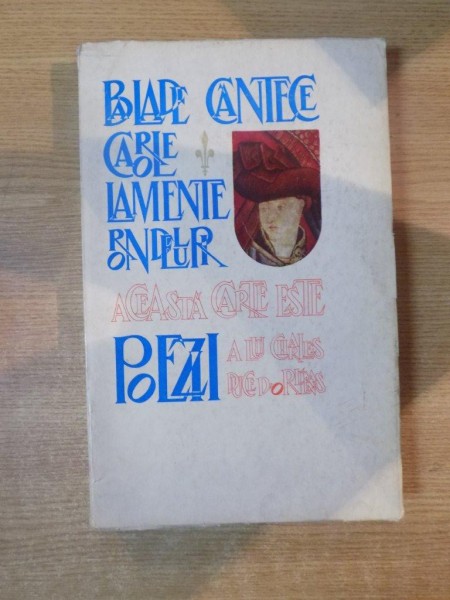 BALADE CÂNTECE
CAROLE
LAMENTE
RONDELURI
ACEASTĂ CARTE ESTE
POEZII A LUI CHARLES
DUCE D'ORLEANS